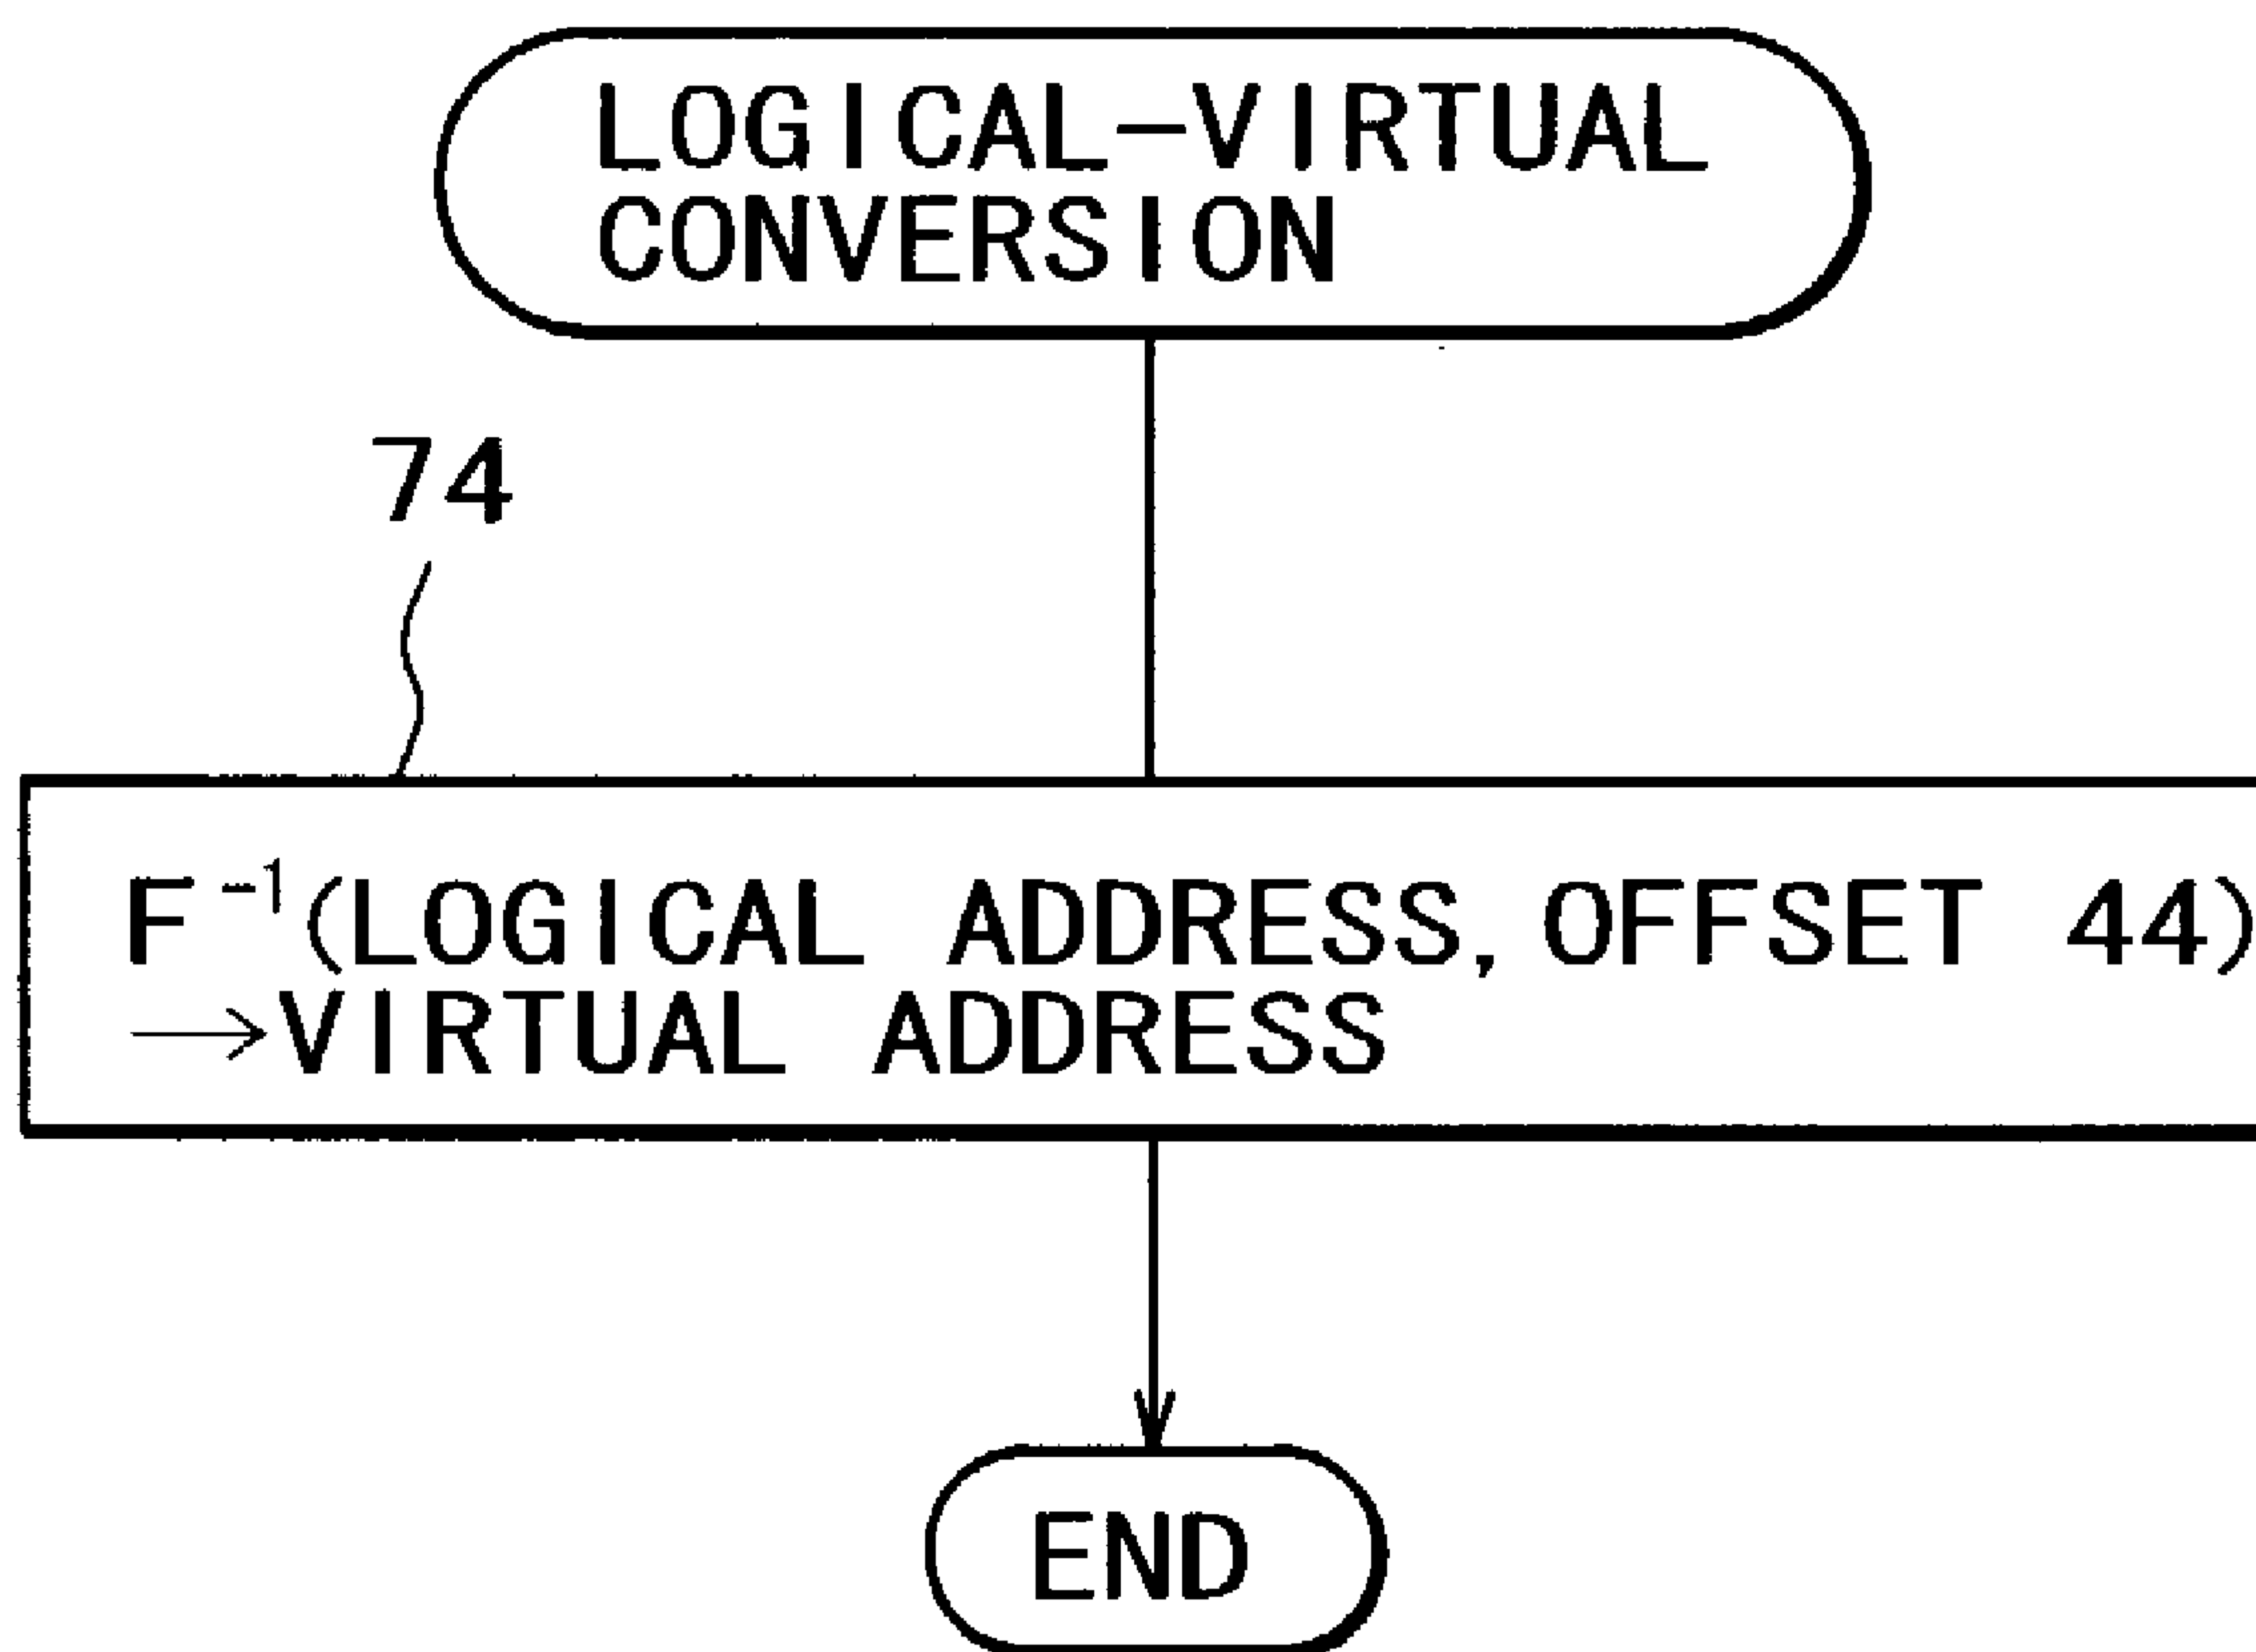 LOGICAL-VIRTUAL
CONVERSION
74
F⁻¹(LOGICAL ADDRESS, OFFSET 44)
→VIRTUAL ADDRESS
END